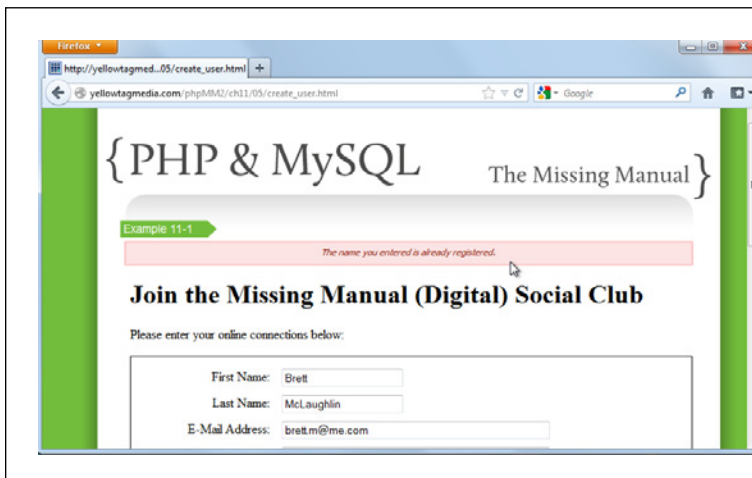 Firefox
http://yellowtagmed...05/create_user.html +
yellowtagmedia.com/phpMM2/ch11/05/create_user.html
Google
{PHP & MySQL The Missing Manual}
Example 11-1
The name you entered is already registered.
Join the Missing Manual (Digital) Social Club
Please enter your online connections below:
First Name: Brett
Last Name: McLaughlin
E-Mail Address: brett.m@me.com